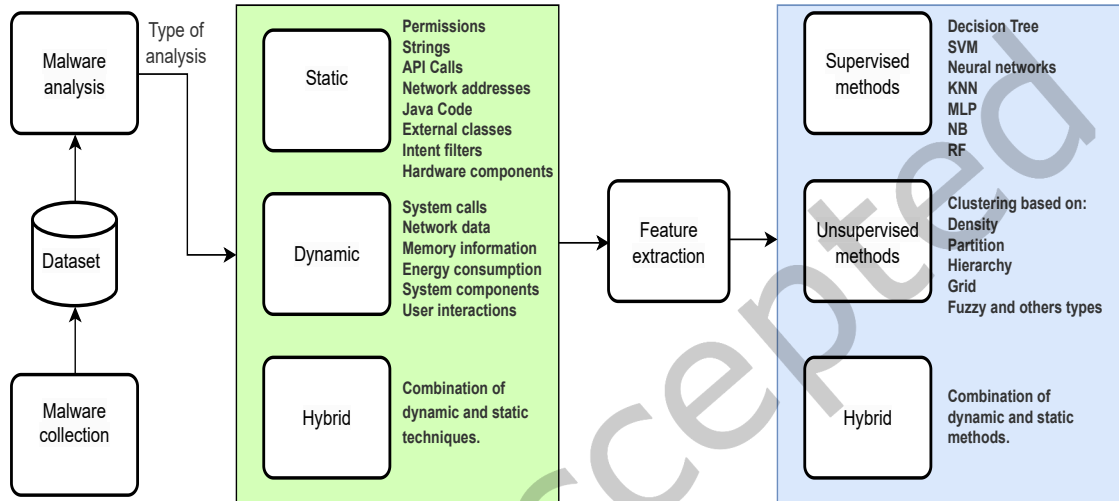 Malware
analysis
Dataset
Malware
collection
Type of
analysis
Static
Permissions
Strings
API Calls
Network addresses
Java Code
External classes
Intent filters
Hardware components
Dynamic
System calls
Network data
Memory information
Energy consumption
System components
User interactions
Hybrid
Combination of
dynamic and static
techniques.
Feature
extraction
Supervised
methods
Decision Tree
SVM
Neural networks
KNN
MLP
NB
RF
Unsupervised
methods
Clustering based on:
Density
Partition
Hierarchy
Grid
Fuzzy and others types
Hybrid
Combination of
dynamic and static
methods.
ccepted